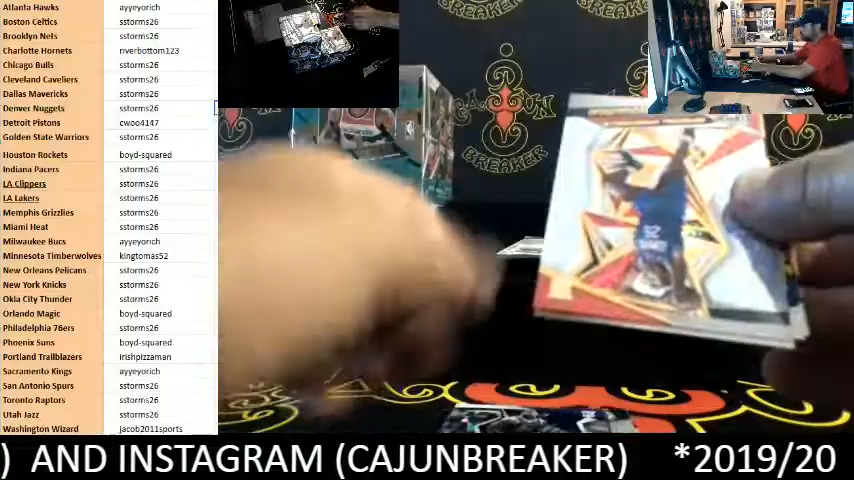 Atlanta Hawks ayyeyorich
Boston Celtics sstorms26
Brooklyn Nets sstorms26
Charlotte Hornets riverbottom123
Chicago Bulls sstorms26
Cleveland Cavaliers sstorms26
Dallas Mavericks sstorms26
Denver Nuggets sstorms26
Detroit Pistons cwoo4147
Golden State Warriors sstorms26
Houston Rockets boyd-squared
Indiana Pacers sstorms26
LA Clippers sstorms26
LA Lakers sstorms26
Memphis Grizzlies sstorms26
Miami Heat sstorms26
Milwaukee Bucs ayyeyorich
Minnesota Timberwolves kingtomas52
New Orleans Pelicans sstorms26
New York Knicks sstorms26
Okla City Thunder sstorms26
Orlando Magic boyd-squared
Philadelphia 76ers sstorms26
Phoenix Suns boyd-squared
Portland Trailblazers irishpizzaman
Sacramento Kings ayyeyorich
San Antonio Spurs sstorms26
Toronto Raptors sstorms26
Utah Jazz sstorms26
Washington Wizard jacob2011sports
CAJUN
BREAKER
) AND INSTAGRAM (CAJUNBREAKER) *2019/20